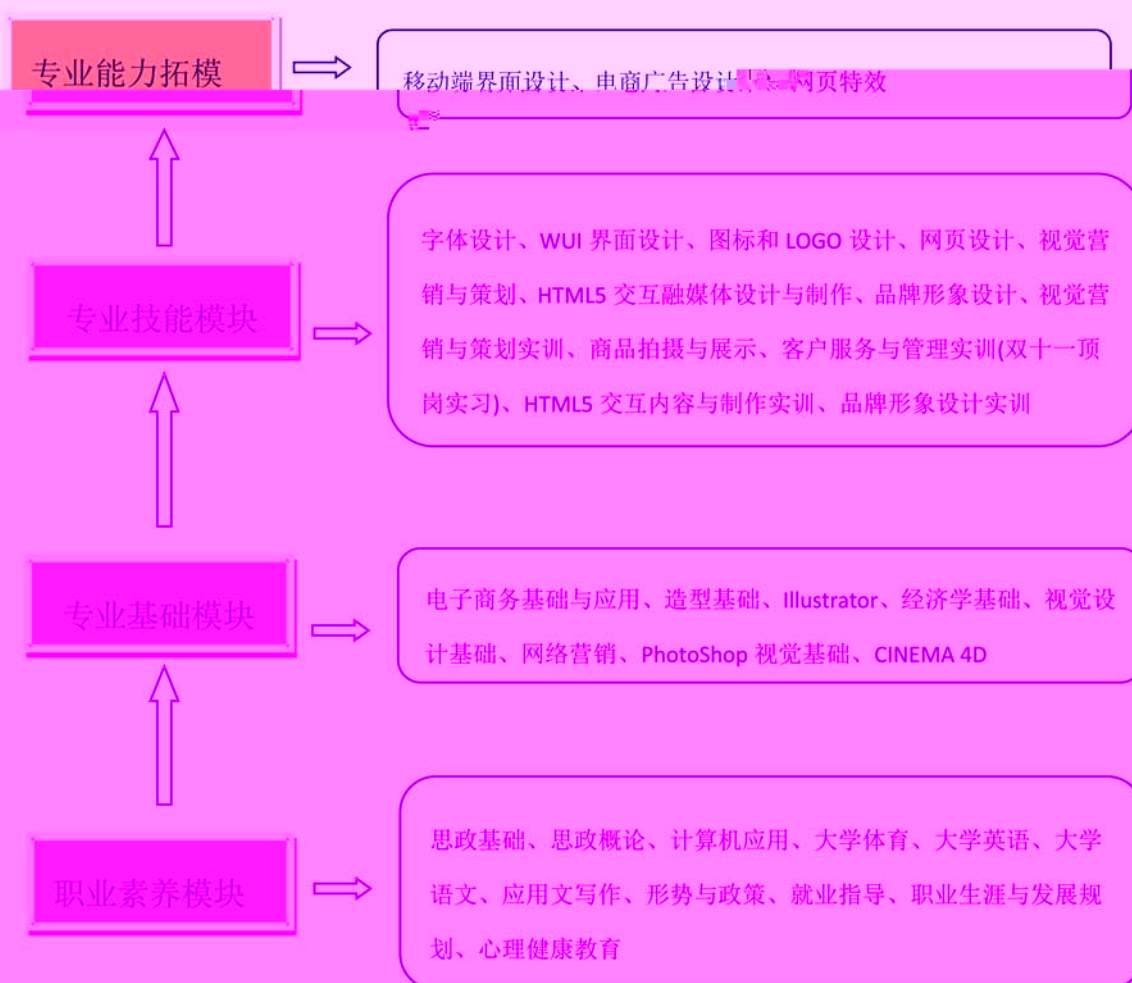 专业能力拓模
移动端界面设计、电商广告设计
网页特效
字体设计、WUI 界面设计、图标和 LOGO 设计、网页设计、视觉营
销与策划、HTML5 交互融媒体设计与制作、品牌形象设计、视觉营
专业技能模块
销与策划实训、商品拍摄与展示、客户服务与管理实训(双十一顶
岗实习)、HTML5 交互内容与制作实训、品牌形象设计实训
专业基础模块
电子商务基础与应用、造型基础、Illustrator、经济学基础、视觉设
计基础、网络营销、PhotoShop 视觉基础、CINEMA 4D
职业素养模块
思政基础、思政概论、计算机应用、大学体育、大学英语、大学
语文、应用文写作、形势与政策、就业指导、职业生涯与发展规
划、心理健康教育